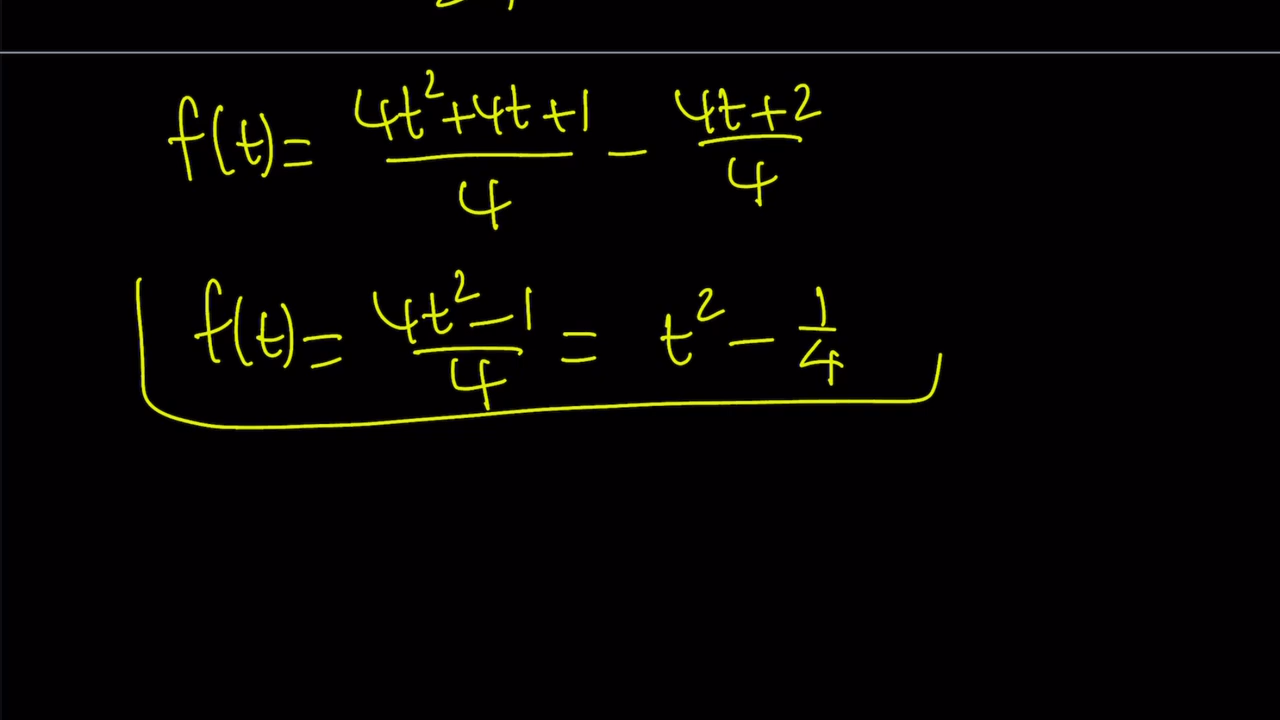 f(t) = (4t² + 4t + 1)/4 - (4t + 2)/4
f(t) = (4t² - 1)/4 = t² - 1/4